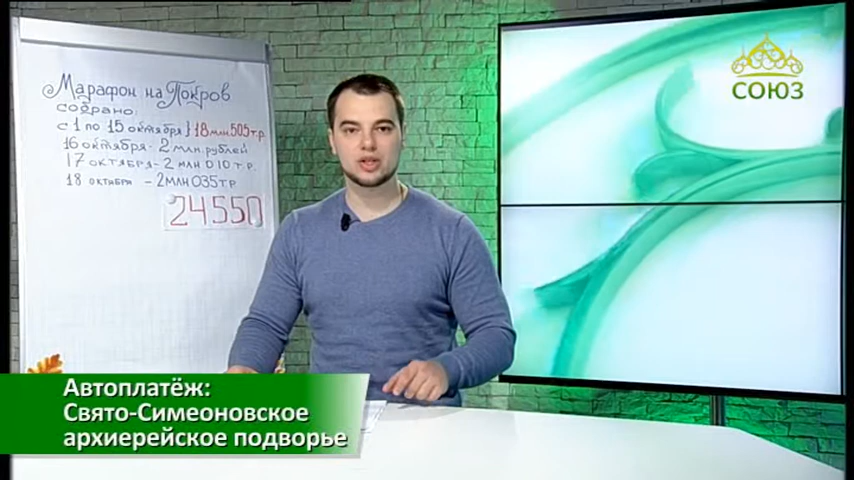 Марафон на Покров
собрано:
с 1 по 15 октября } 18 млн 505 т.р.
16 октября - 2 млн. рублей
17 октября - 2 млн 010 т.р.
18 октября - 2 млн 035 т.р
24550
СОЮЗ
Автоплатёж:
Свято-Симеоновское
архиерейское подворье